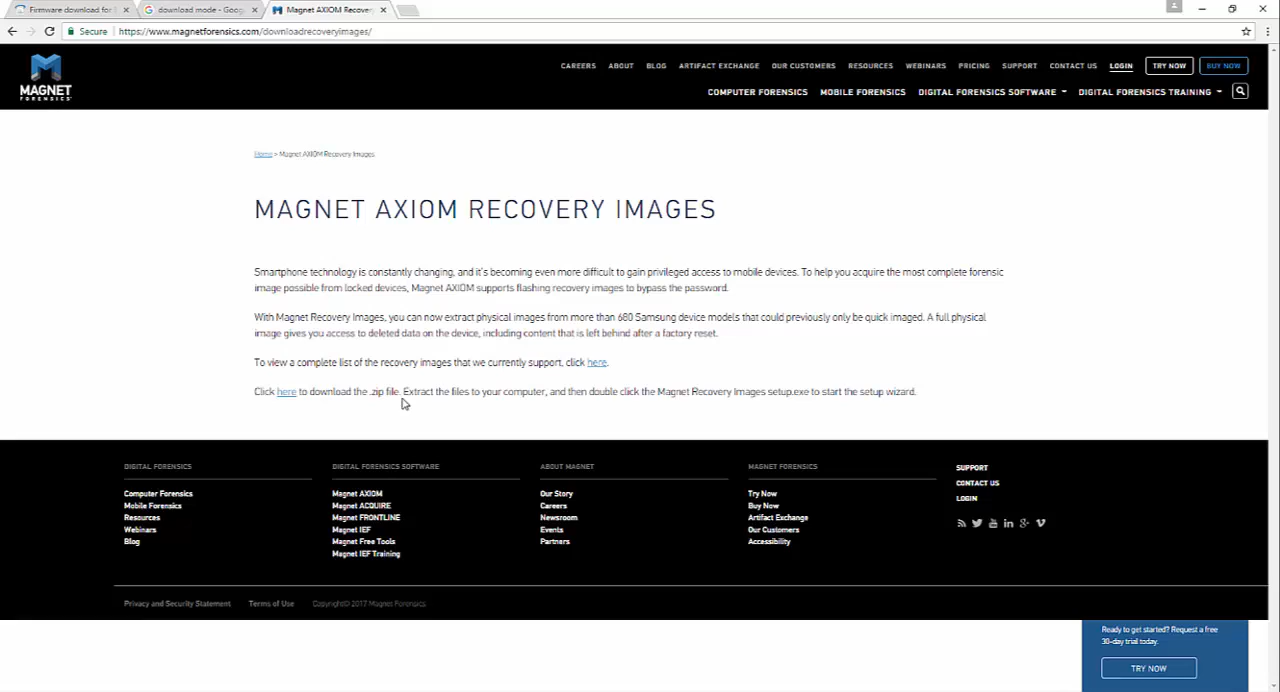 Firmware download for
download mode - Goog
Magnet AXIOM Recover
Secure
https://www.magnetforensics.com/downloadrecoveryimages/
MAGNET
FORENSICS
CAREERS ABOUT BLOG ARTIFACT EXCHANGE OUR CUSTOMERS RESOURCES WEBINARS PRICING SUPPORT CONTACT US LOGIN TRY NOW BUY NOW
COMPUTER FORENSICS MOBILE FORENSICS DIGITAL FORENSICS SOFTWARE DIGITAL FORENSICS TRAINING
Home > Magnet AXIOM Recovery Images
MAGNET AXIOM RECOVERY IMAGES
Smartphone technology is constantly changing, and it's becoming even more difficult to gain privileged access to mobile devices. To help you acquire the most complete forensic
image possible from locked devices, Magnet AXIOM supports flashing recovery images to bypass the password.
With Magnet Recovery Images, you can now extract physical images from more than 680 Samsung device models that could previously only be quick imaged. A full physical
image gives you access to deleted data on the device, including content that is left behind after a factory reset.
To view a complete list of the recovery images that we currently support, click here.
Click here to download the .zip file. Extract the files to your computer, and then double click the Magnet Recovery Images setup.exe to start the setup wizard.
DIGITAL FORENSICS
Computer Forensics
Mobile Forensics
Resources
Webinars
Blog
DIGITAL FORENSICS SOFTWARE
Magnet AXIOM
Magnet ACQUIRE
Magnet FRONTLINE
Magnet IEF
Magnet Free Tools
Magnet IEF Training
ABOUT MAGNET
Our Story
Careers
Newsroom
Events
Partners
MAGNET FORENSICS
Try Now
Buy Now
Artifact Exchange
Our Customers
Accessibility
SUPPORT
CONTACT US
LOGIN
Privacy and Security Statement Terms of Use Copyright© 2017 Magnet Forensics.
Ready to get started? Request a free
30-day trial today.
TRY NOW